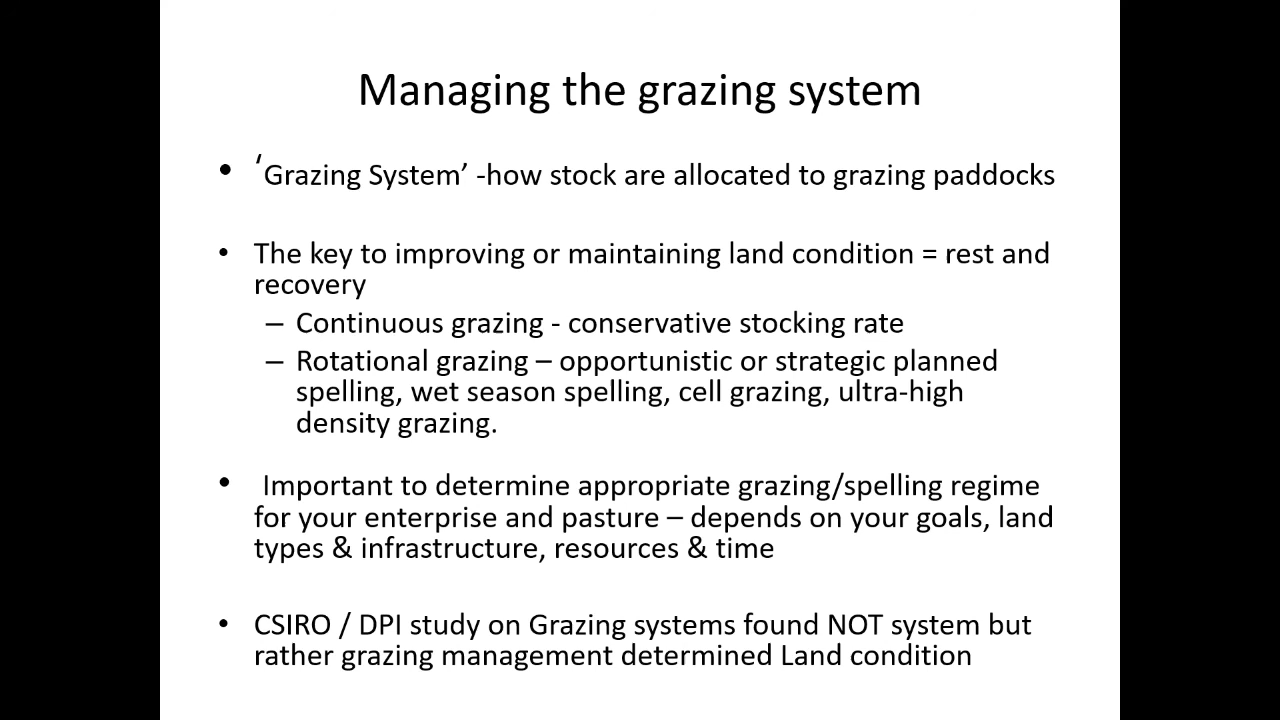 Managing the grazing system
• ‘Grazing System’ -how stock are allocated to grazing paddocks
• The key to improving or maintaining land condition = rest and
recovery
– Continuous grazing - conservative stocking rate
– Rotational grazing – opportunistic or strategic planned
spelling, wet season spelling, cell grazing, ultra-high
density grazing.
• Important to determine appropriate grazing/spelling regime
for your enterprise and pasture – depends on your goals, land
types & infrastructure, resources & time
• CSIRO / DPI study on Grazing systems found NOT system but
rather grazing management determined Land condition